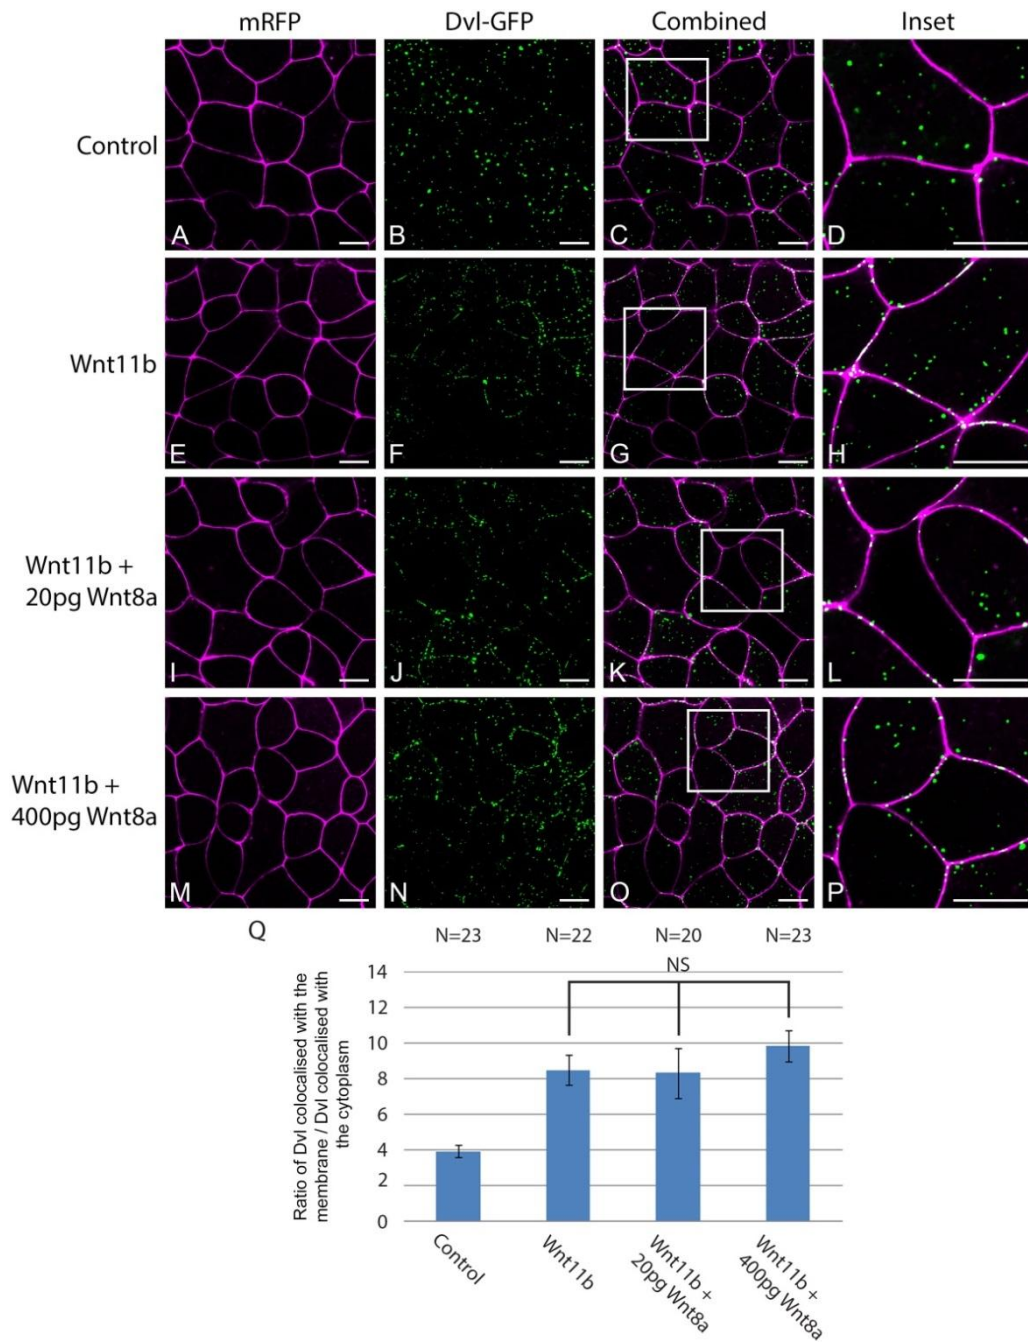 mRFP Dvl-GFP Combined Inset
Control
A B C D
Wnt11b
E F G H
Wnt11b +
20pg Wnt8a
I J K L
Wnt11b +
400pg Wnt8a
M N O P
Q N=23 N=22 N=20 N=23
NS
Ratio of Dvl colocalised with the
membrane / Dvl colocalised with
the cytoplasm
14
12
10
8
6
4
2
0
Control
Wnt11b
Wnt11b +
20pg Wnt8a
Wnt11b +
400pg Wnt8a